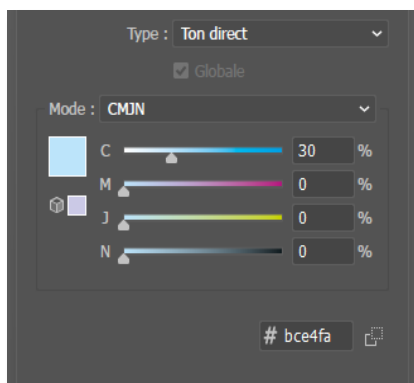 Type : Ton direct
Globale
Mode : CMJN
C 30 %
M 0 %
J 0 %
N 0 %
# bce4fa